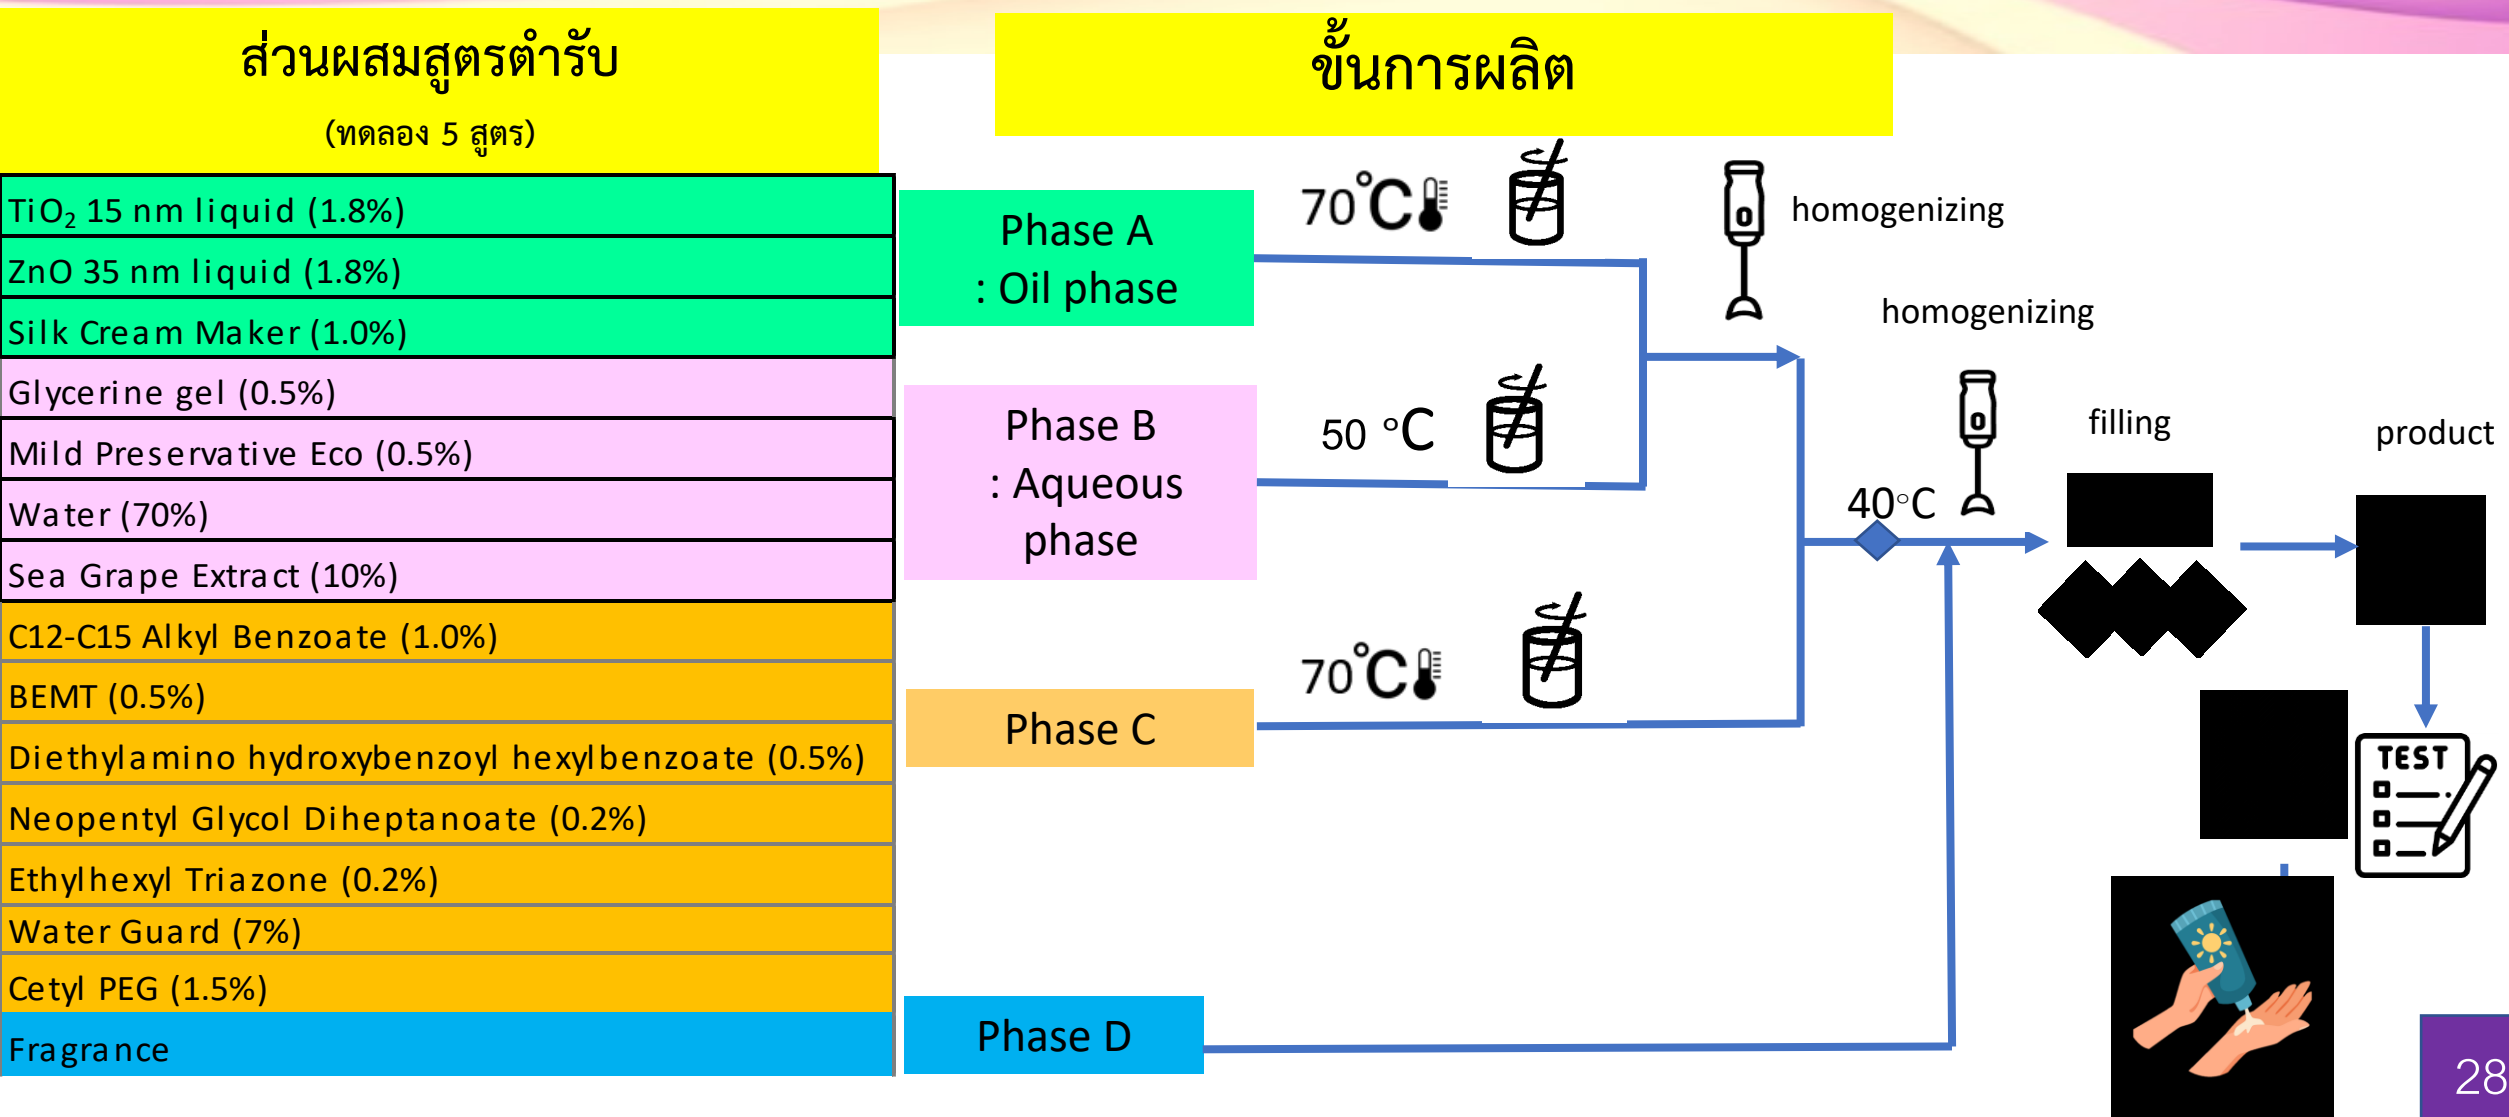 ส่วนผสมสูตรตำรับ
(ทดลอง 5 สูตร)
TiO₂ 15 nm liquid (1.8%)
ZnO 35 nm liquid (1.8%)
Silk Cream Maker (1.0%)
Glycerine gel (0.5%)
Mild Preservative Eco (0.5%)
Water (70%)
Sea Grape Extract (10%)
C12-C15 Alkyl Benzoate (1.0%)
BEMT (0.5%)
Diethylamino hydroxybenzoyl hexylbenzoate (0.5%)
Neopentyl Glycol Diheptanoate (0.2%)
Ethylhexyl Triazone (0.2%)
Water Guard (7%)
Cetyl PEG (1.5%)
Fragrance
ขั้นการผลิต
Phase A
: Oil phase
70°C
homogenizing
Phase B
: Aqueous
phase
50 °C
homogenizing
Phase C
70°C
40°C
Phase D
filling
product
TEST
28